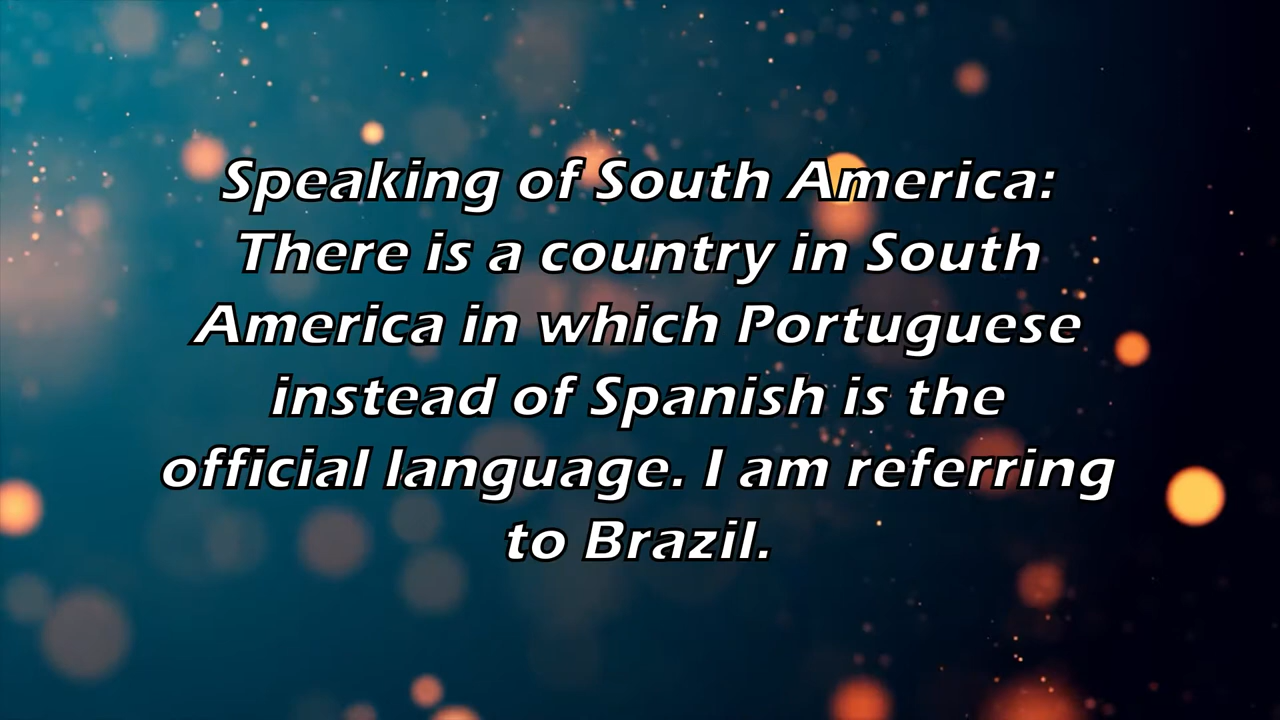 Speaking of South America:
There is a country in South
America in which Portuguese
instead of Spanish is the
official language. I am referring
to Brazil.